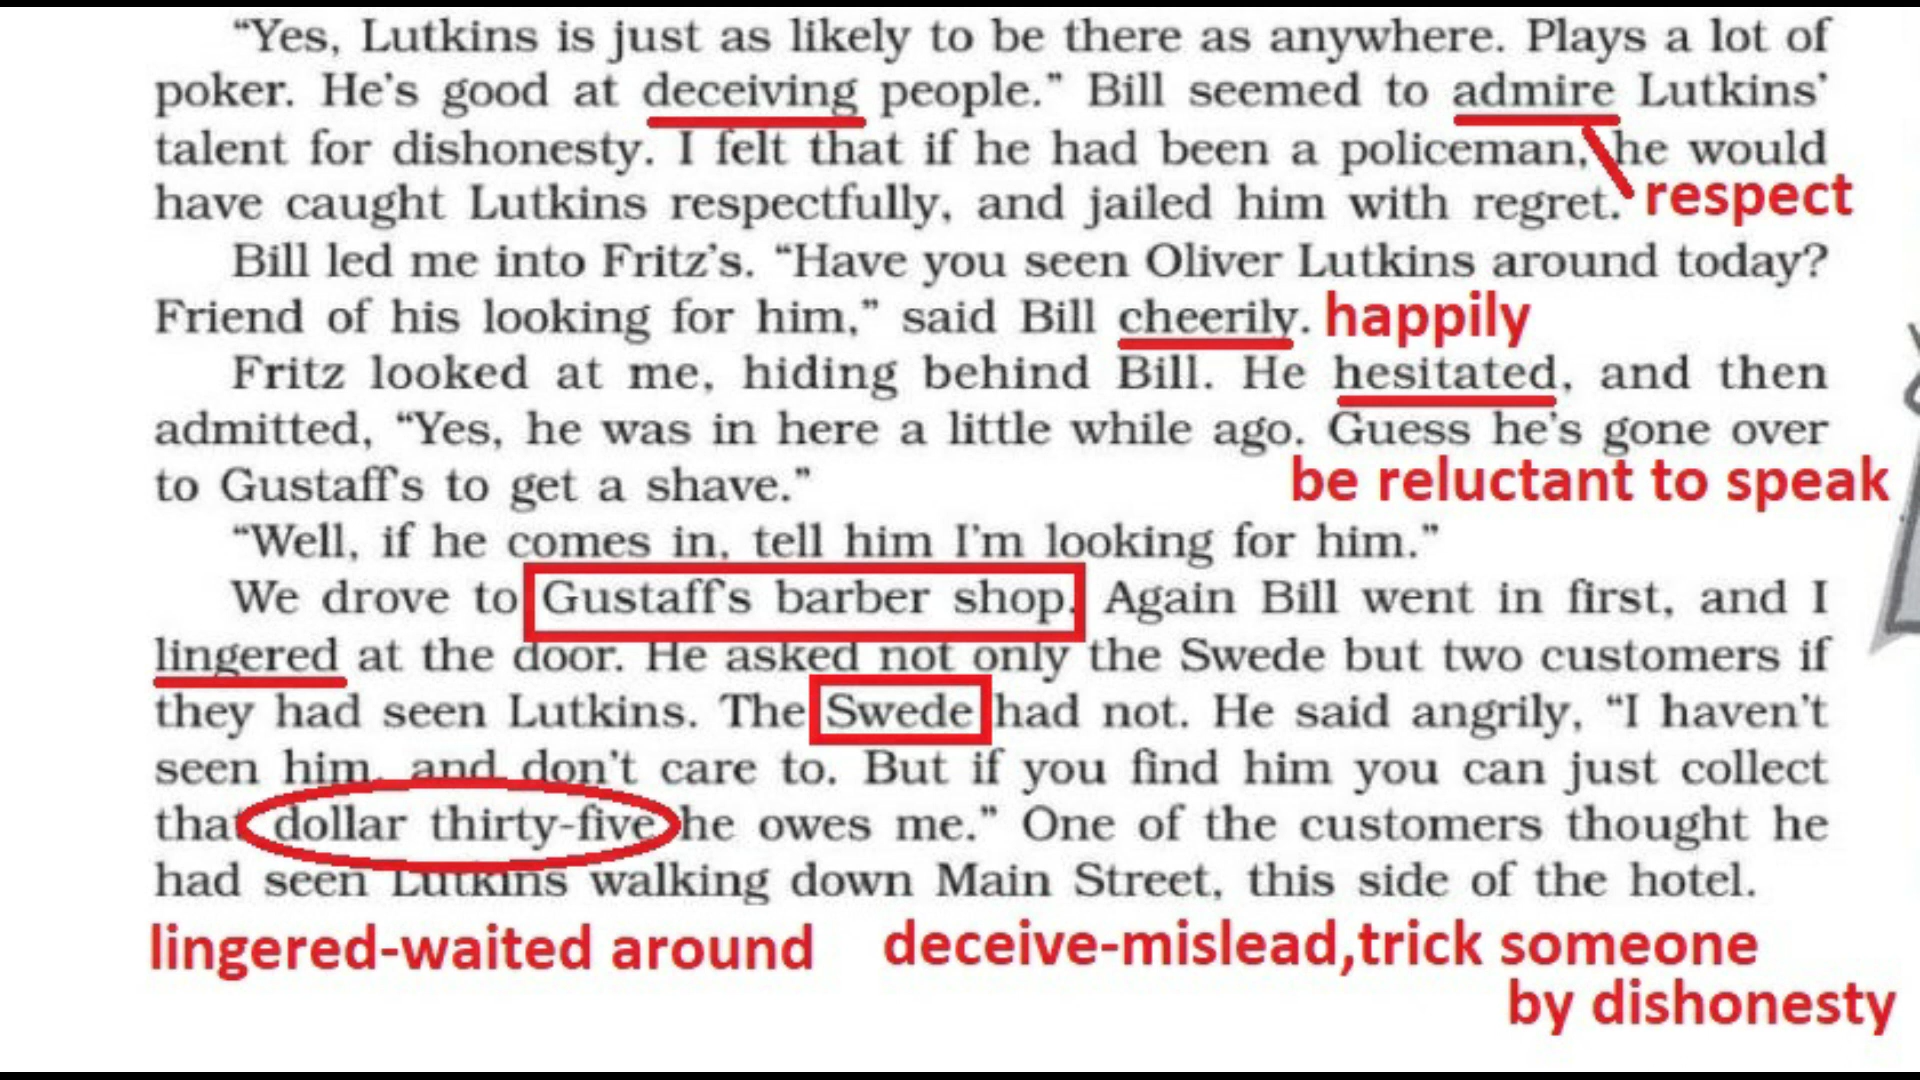 “Yes, Lutkins is just as likely to be there as anywhere. Plays a lot of
poker. He’s good at deceiving people.” Bill seemed to admire Lutkins’
talent for dishonesty. I felt that if he had been a policeman, he would
have caught Lutkins respectfully, and jailed him with regret. respect
Bill led me into Fritz’s. “Have you seen Oliver Lutkins around today?
Friend of his looking for him,” said Bill cheerily. happily
Fritz looked at me, hiding behind Bill. He hesitated, and then
admitted, “Yes, he was in here a little while ago. Guess he’s gone over
to Gustaff’s to get a shave.” be reluctant to speak
“Well, if he comes in, tell him I’m looking for him.”
We drove to Gustaff’s barber shop. Again Bill went in first, and I
lingered at the door. He asked not only the Swede but two customers if
they had seen Lutkins. The Swede had not. He said angrily, “I haven’t
seen him, and don’t care to. But if you find him you can just collect
that dollar thirty-five he owes me.” One of the customers thought he
had seen Lutkins walking down Main Street, this side of the hotel.
lingered-waited around deceive-mislead,trick someone
by dishonesty